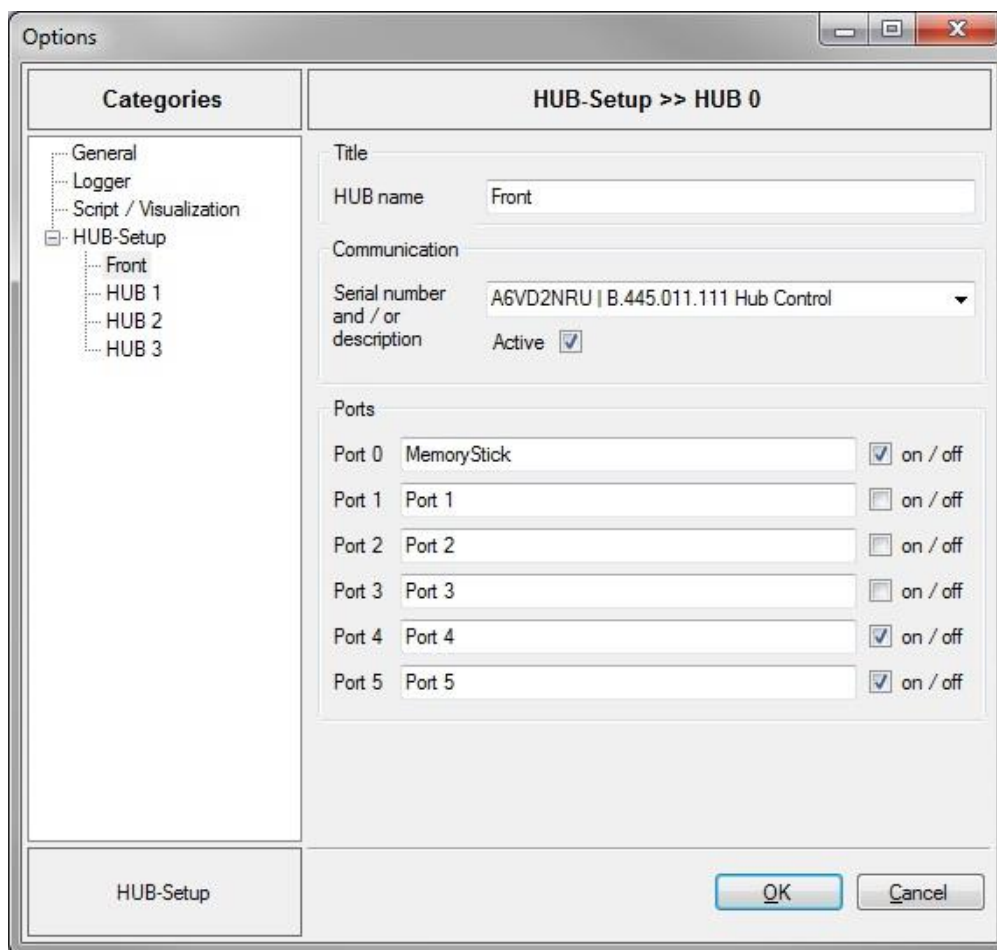 Options
Categories
HUB-Setup >> HUB 0
General
Logger
Script / Visualization
HUB-Setup
Front
HUB 1
HUB 2
HUB 3
Title
HUB name Front
Communication
Serial number
and / or
description
A6VD2NRU | B.445.011.111 Hub Control
Active
Ports
Port 0 MemoryStick on / off
Port 1 Port 1 on / off
Port 2 Port 2 on / off
Port 3 Port 3 on / off
Port 4 Port 4 on / off
Port 5 Port 5 on / off
HUB-Setup
OK Cancel